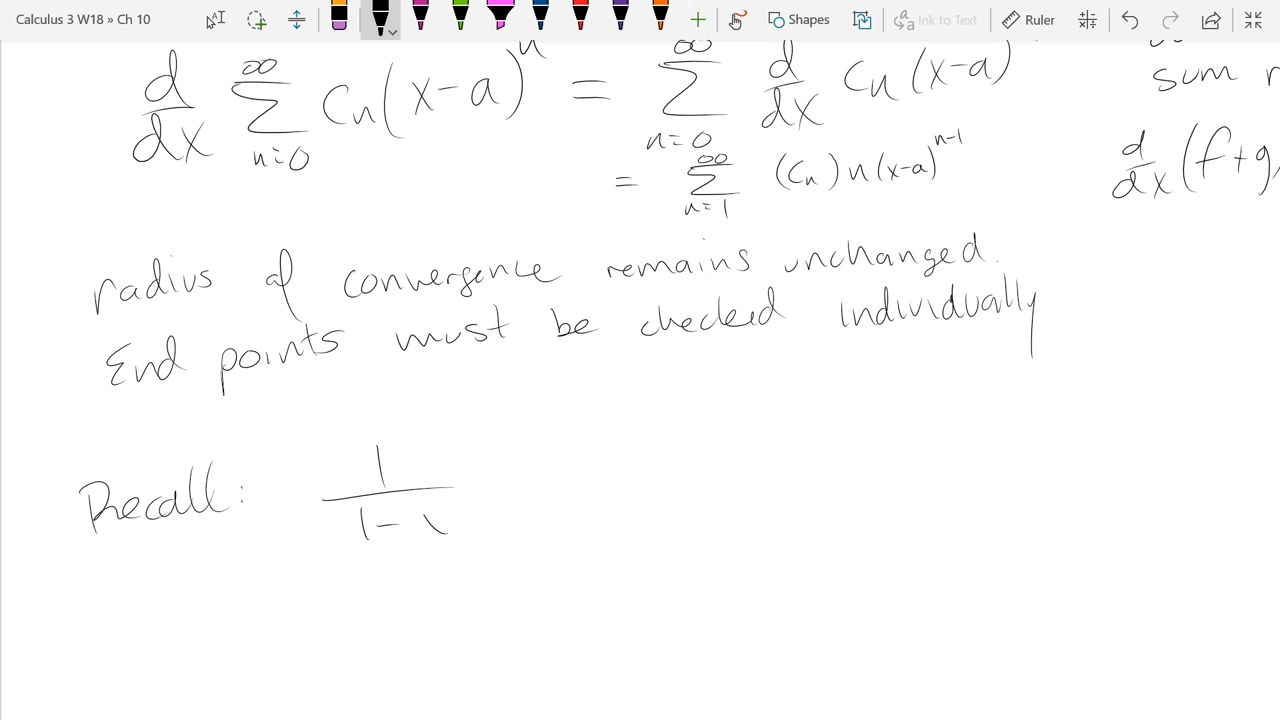 Calculus 3 W18 » Ch 10 Shapes Ink to Text Ruler
d/dx ∞ Σ n=0 Cn(x-a)^n = ∞ Σ n=0 d/dx Cn(x-a) sum
= ∞ Σ n=1 (Cn) n(x-a)^n-1 d/dx (f+g
radius of convergence remains unchanged.
End points must be checked individually
Recall: 1/1-